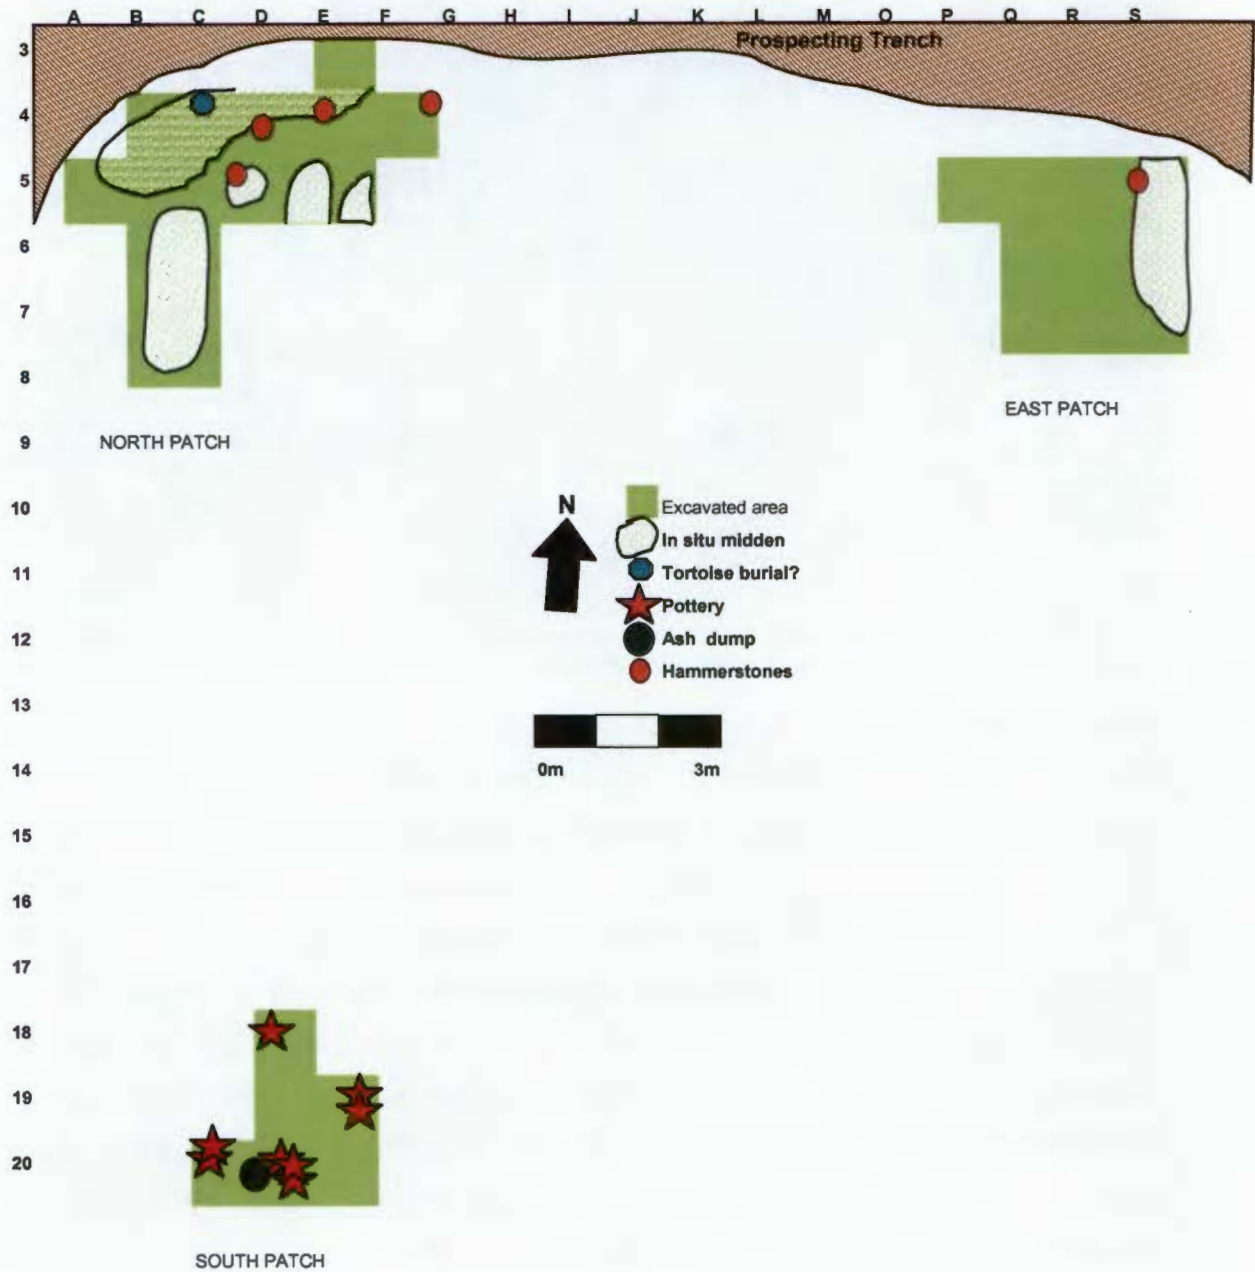 A B C D E F G H I J K L M O P Q R S
Prospecting Trench
3
4
5
6
7
8
EAST PATCH
9
NORTH PATCH
10
N
Excavated area
In situ midden
11
Tortoise burial?
Pottery
12
Ash dump
Hammerstones
13
14
0m 3m
15
16
17
18
19
20
SOUTH PATCH